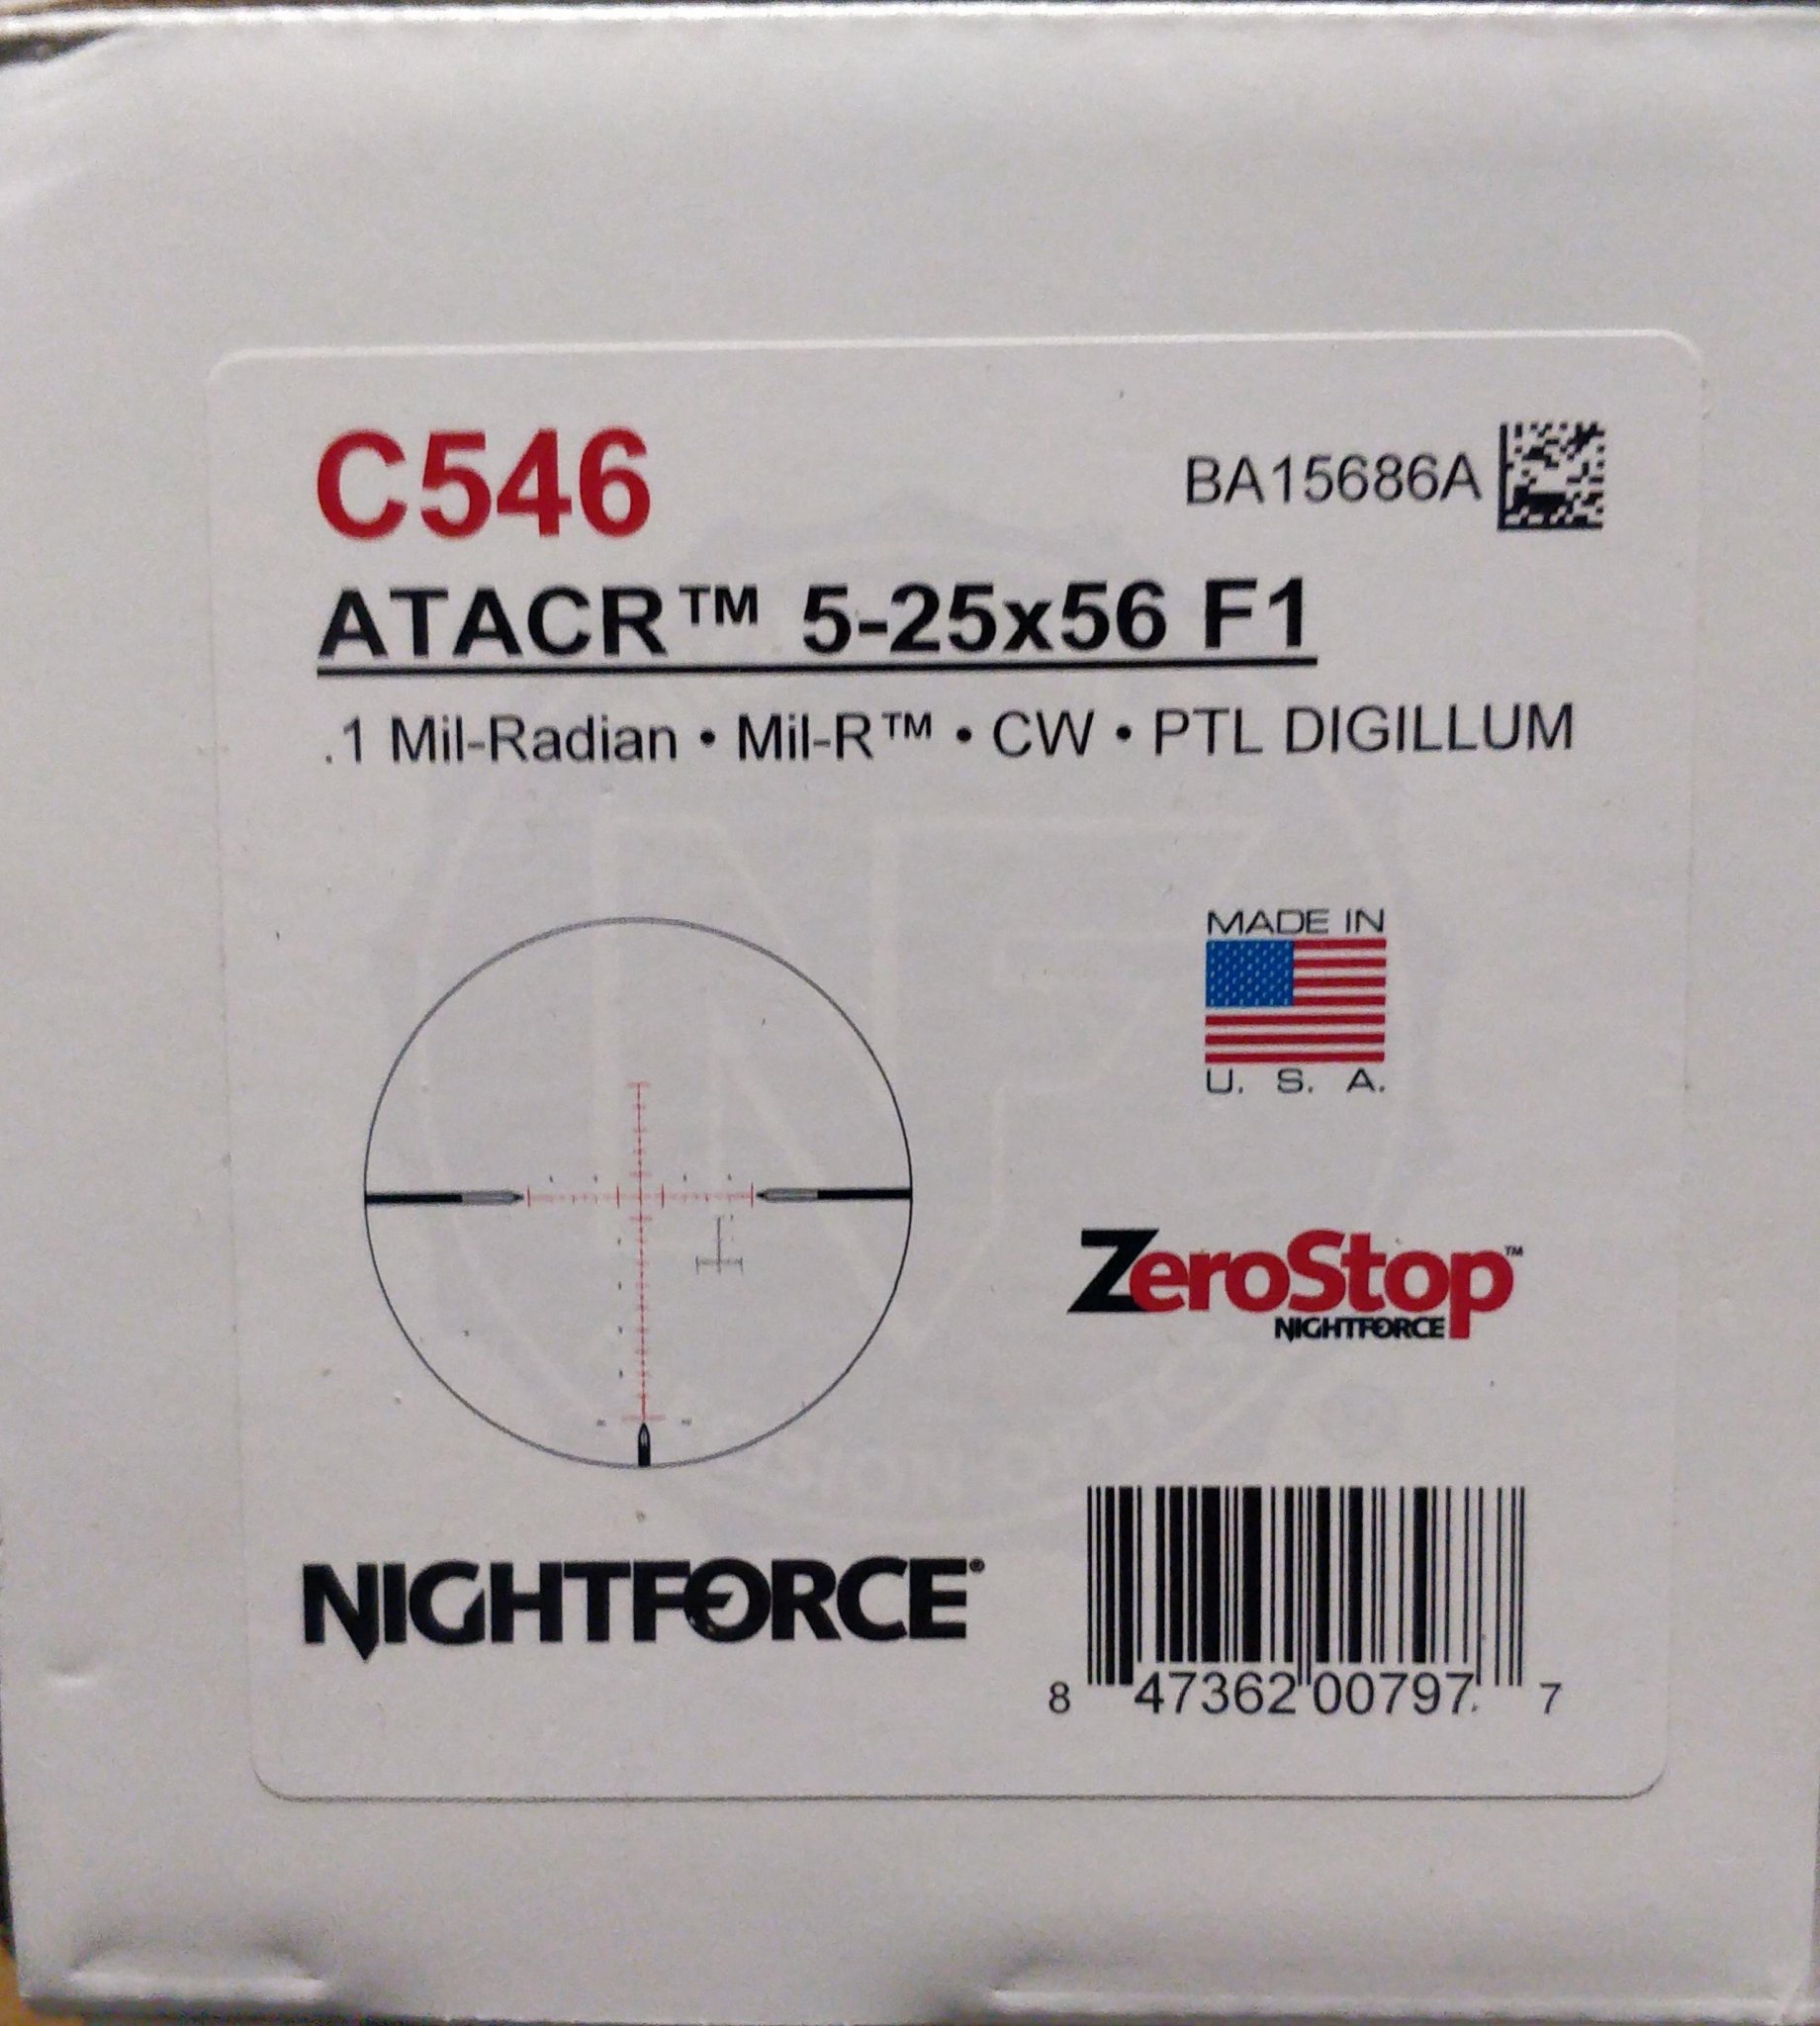 C546
BA15686A
ATACR™ 5-25x56 F1
.1 Mil-Radian • Mil-R™ • CW • PTL DIGILLUM
MADE IN
U. S. A.
ZeroStop™
NIGHTFORCE
NIGHTFORCE®
8 47362 00797 7